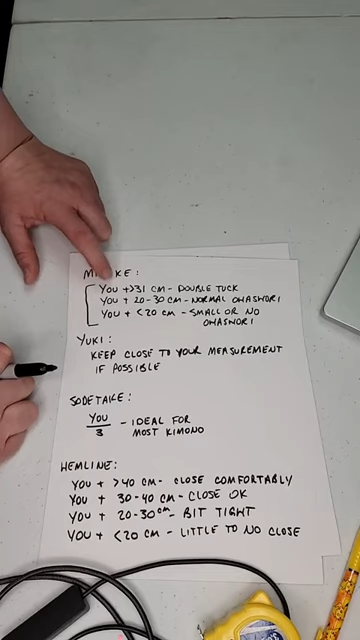 YOU +>31 CM - DOUBLE TUCK
YOU + 20-30 CM - NORMAL OHASHORI
YOU + <20 CM - SMALL OR NO
OHASHORI
YUKI:
KEEP CLOSE TO YOUR MEASUREMENT
IF POSSIBLE
SODETAKE:
YOU
3
- IDEAL FOR
MOST KIMONO
HEMLINE:
YOU + >40 CM - CLOSE COMFORTABLY
YOU + 30-40 CM - CLOSE OK
YOU + 20-30 CM - BIT TIGHT
YOU + <20 CM - LITTLE TO NO CLOSE